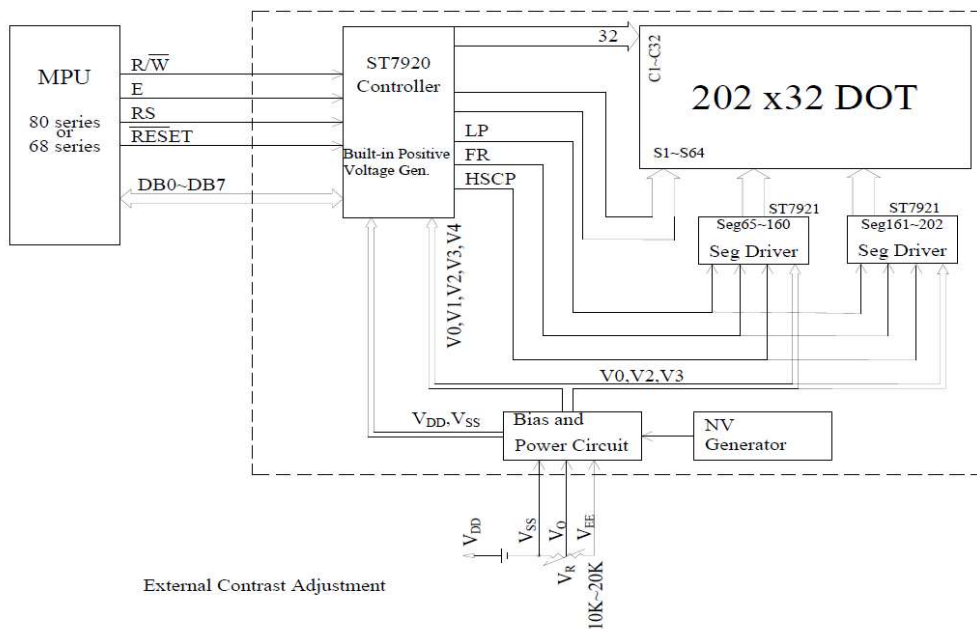 MPU
80 series
or
68 series
R/W̅
E
RS
R̅E̅S̅E̅T̅
DB0~DB7
ST7920
Controller
Built-in Positive
Voltage Gen.
32
LP
FR
HSCP
C1~C32
202 x32 DOT
S1~S64
ST7921
Seg65~160
Seg Driver
ST7921
Seg161~202
Seg Driver
V0,V1,V2,V3,V4
V0,V2,V3
VDD,VSS
Bias and
Power Circuit
NV
Generator
VDD
VSS
VO
VEE
VR
10K~20K
External Contrast Adjustment